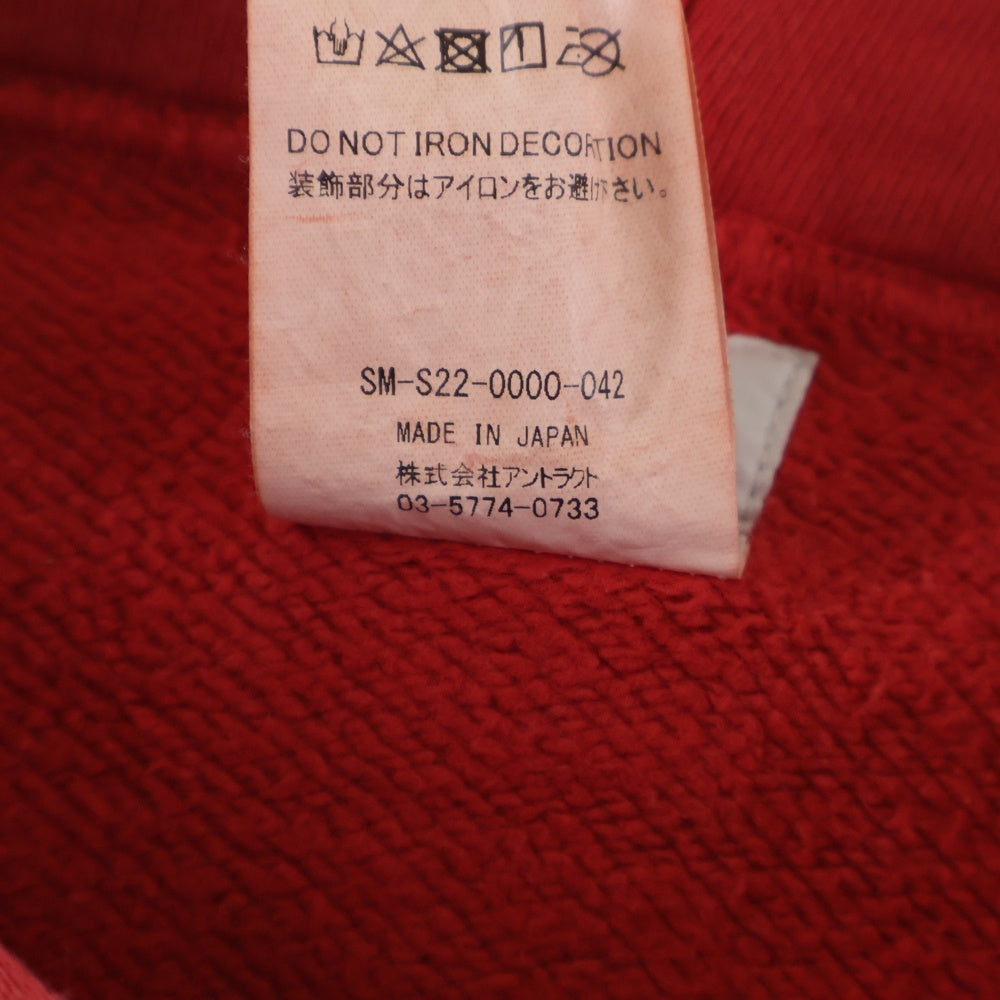 DO NOT IRON DECORTION
装飾部分はアイロンをお避け下さい。
SM-S22-0000-042
MADE IN JAPAN
株式会社アントラクト
03-5774-0733